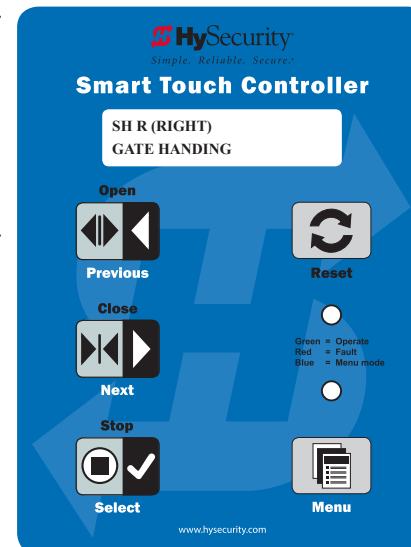 HySecurity
Simple. Reliable. Secure.
Smart Touch Controller
SH R (RIGHT)
GATE HANDING
Open
Previous
Reset
Close
Next
Green = Operate
Red = Fault
Blue = Menu mode
Stop
Select
Menu
www.hysecurity.com